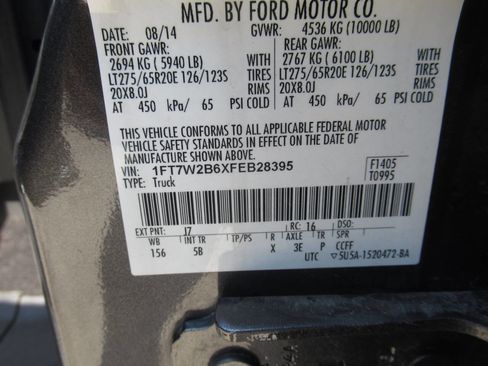 MFD. BY FORD MOTOR CO.
DATE: 08/14 GVWR: 4536 KG (10000 LB)
FRONT GAWR: REAR GAWR:
2694 KG ( 5940 LB) 2767 KG ( 6100 LB)
LT275/65R20E 126/123S TIRES LT275/65R20E 126/123S TIRES
20X8.0J RIMS 20X8.0J RIMS
AT 450 kPa/ 65 PSI COLD AT 450 kPa/ 65 PSI COLD
THIS VEHICLE CONFORMS TO ALL APPLICABLE FEDERAL MOTOR
VEHICLE SAFETY STANDARDS IN EFFECT ON THE DATE OF
MANUFACTURE SHOWN ABOVE.
VIN: 1FT7W2B6XFEB28395 F1405
TYPE: Truck T0995
EXT PNT: J7 RC: 16 DSO:
WB INT TR TP/PS R AXLE TR SPR
156 SB X 3E P CCFF
UTC ▽5U5A-1520472-BA